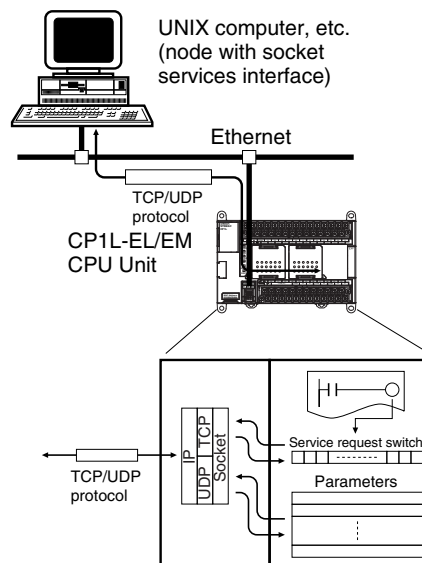 UNIX computer, etc.
(node with socket
services interface)
Ethernet
TCP/UDP
protocol
CP1L-EL/EM
CPU Unit
IP
UDP
TCP
Socket
Service request switch
TCP/UDP
protocol
Parameters